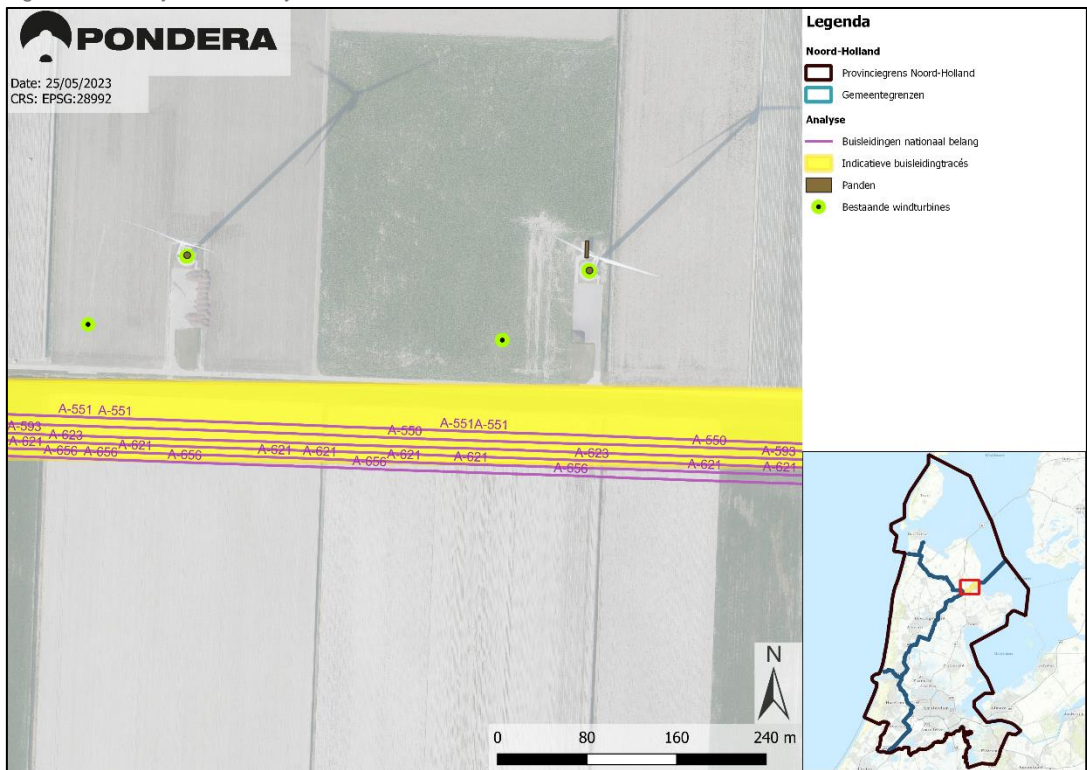 PONDERA
Date: 25/05/2023
CRS: EPSG:28992
A-551 A-551
A-550
A-551A-551
A-550
A-593
A-623
A-621
A-621
A-656
A-656
A-656
A-621
A-621
A-656
A-621
A-621
A-623
A-656
A-621
A-593
A-621
N
0 80 160 240 m
Legenda
Noord-Holland
Provinciegrens Noord-Holland
Gemeentegrenzen
Analyse
Buisleidingen nationaal belang
Indicatieve buisleidingtracés
Panden
Bestaande windturbines